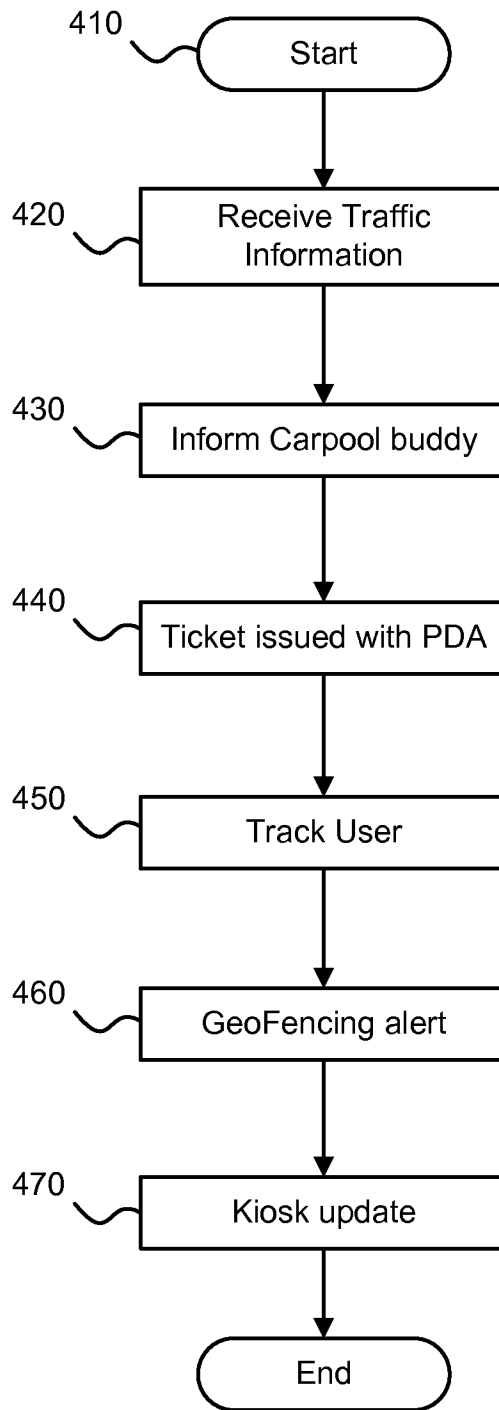 410
Start
420
Receive Traffic
Information
430
Inform Carpool buddy
440
Ticket issued with PDA
450
Track User
460
GeoFencing alert
470
Kiosk update
End